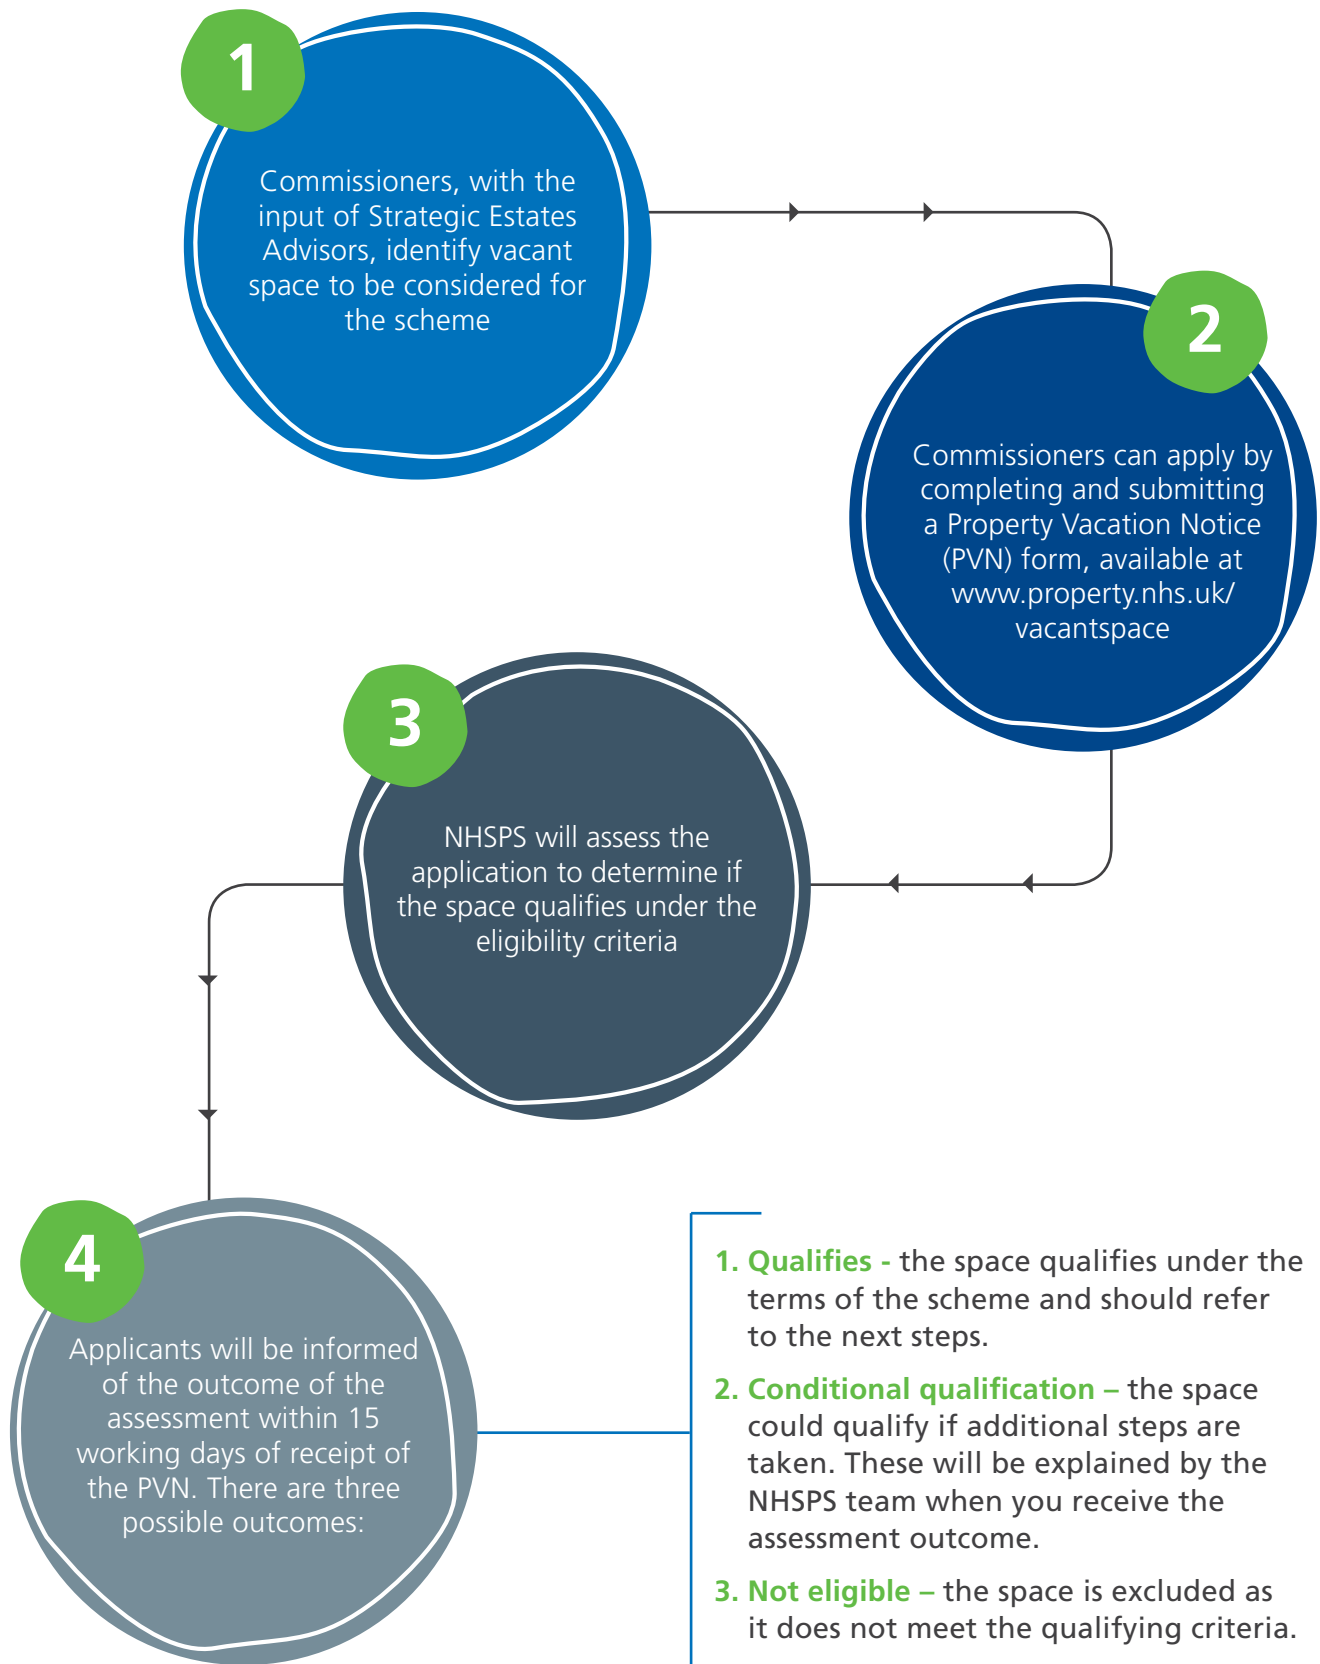 1
Commissioners, with the
input of Strategic Estates
Advisors, identify vacant
space to be considered for
the scheme
2
Commissioners can apply by
completing and submitting
a Property Vacation Notice
(PVN) form, available at
www.property.nhs.uk/
vacantspace
3
NHSPS will assess the
application to determine if
the space qualifies under the
eligibility criteria
4
Applicants will be informed
of the outcome of the
assessment within 15
working days of receipt of
the PVN. There are three
possible outcomes:
1. Qualifies - the space qualifies under the
terms of the scheme and should refer
to the next steps.
2. Conditional qualification – the space
could qualify if additional steps are
taken. These will be explained by the
NHSPS team when you receive the
assessment outcome.
3. Not eligible – the space is excluded as
it does not meet the qualifying criteria.